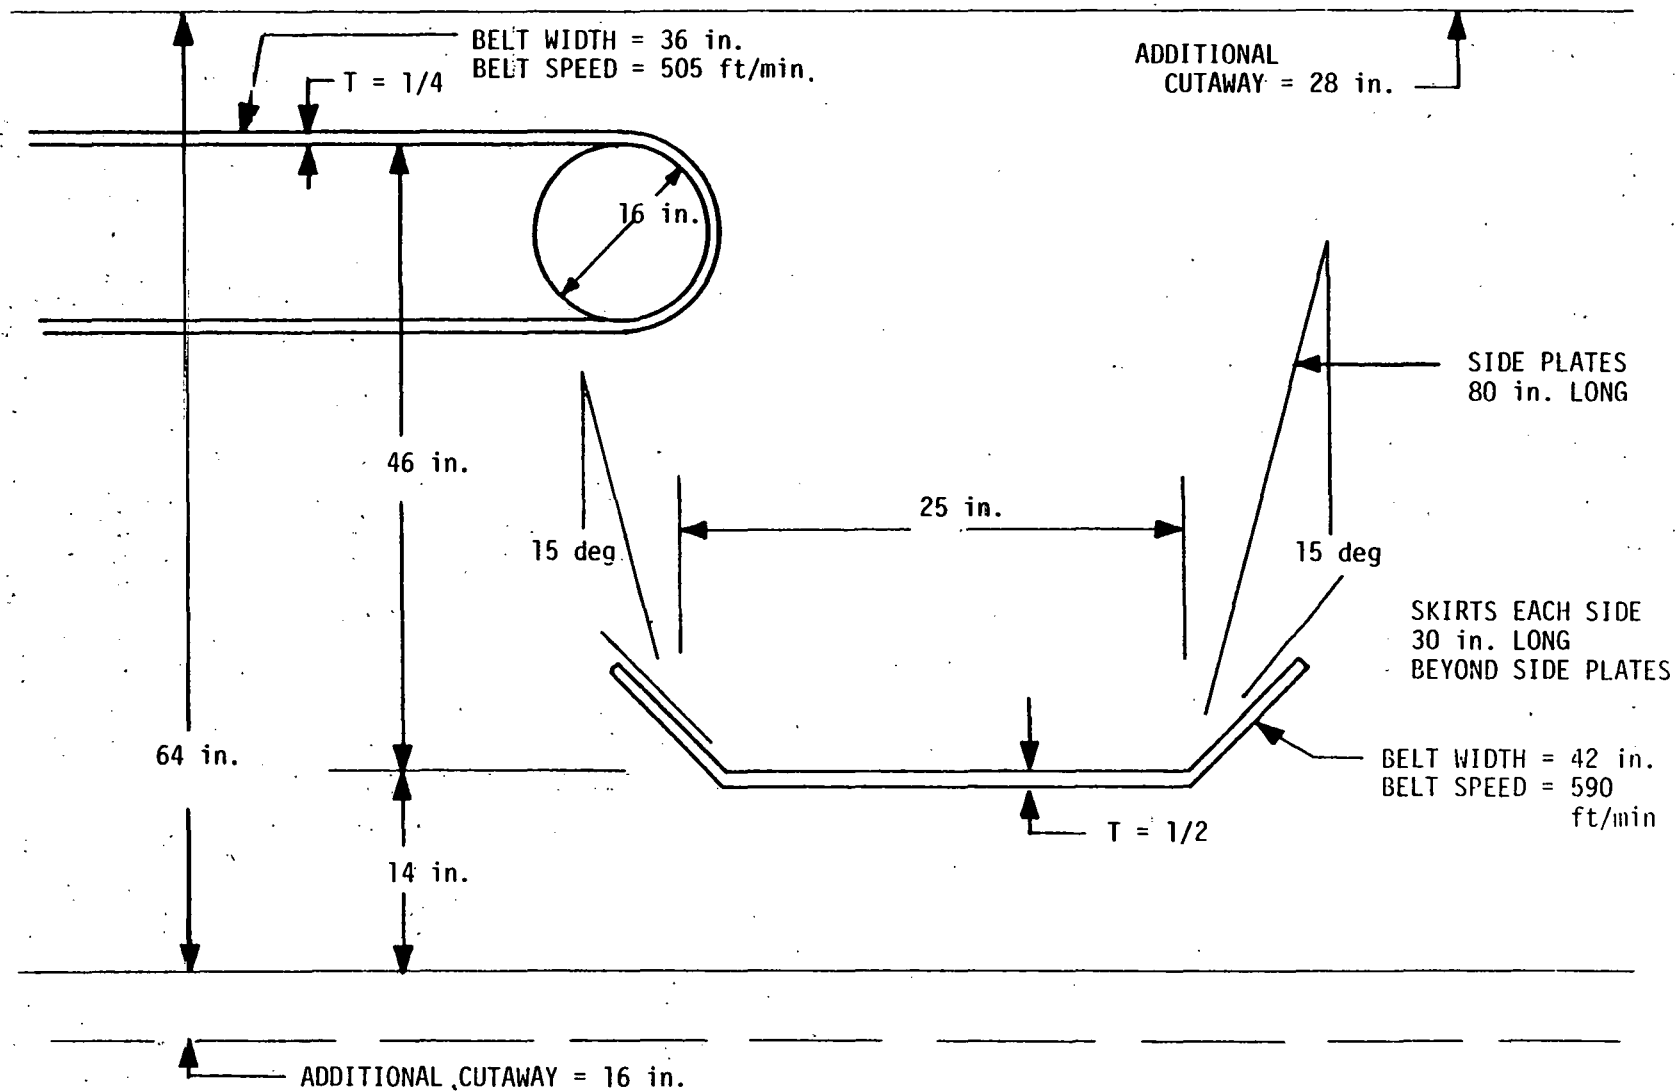 BELT WIDTH = 36 in.
BELT SPEED = 505 ft/min.
T = 1/4
ADDITIONAL
CUTAWAY = 28 in.
16 in.
SIDE PLATES
80 in. LONG
46 in.
25 in.
15 deg
15 deg
SKIRTS EACH SIDE
30 in. LONG
BEYOND SIDE PLATES
64 in.
BELT WIDTH = 42 in.
BELT SPEED = 590
ft/min
T = 1/2
14 in.
ADDITIONAL CUTAWAY = 16 in.